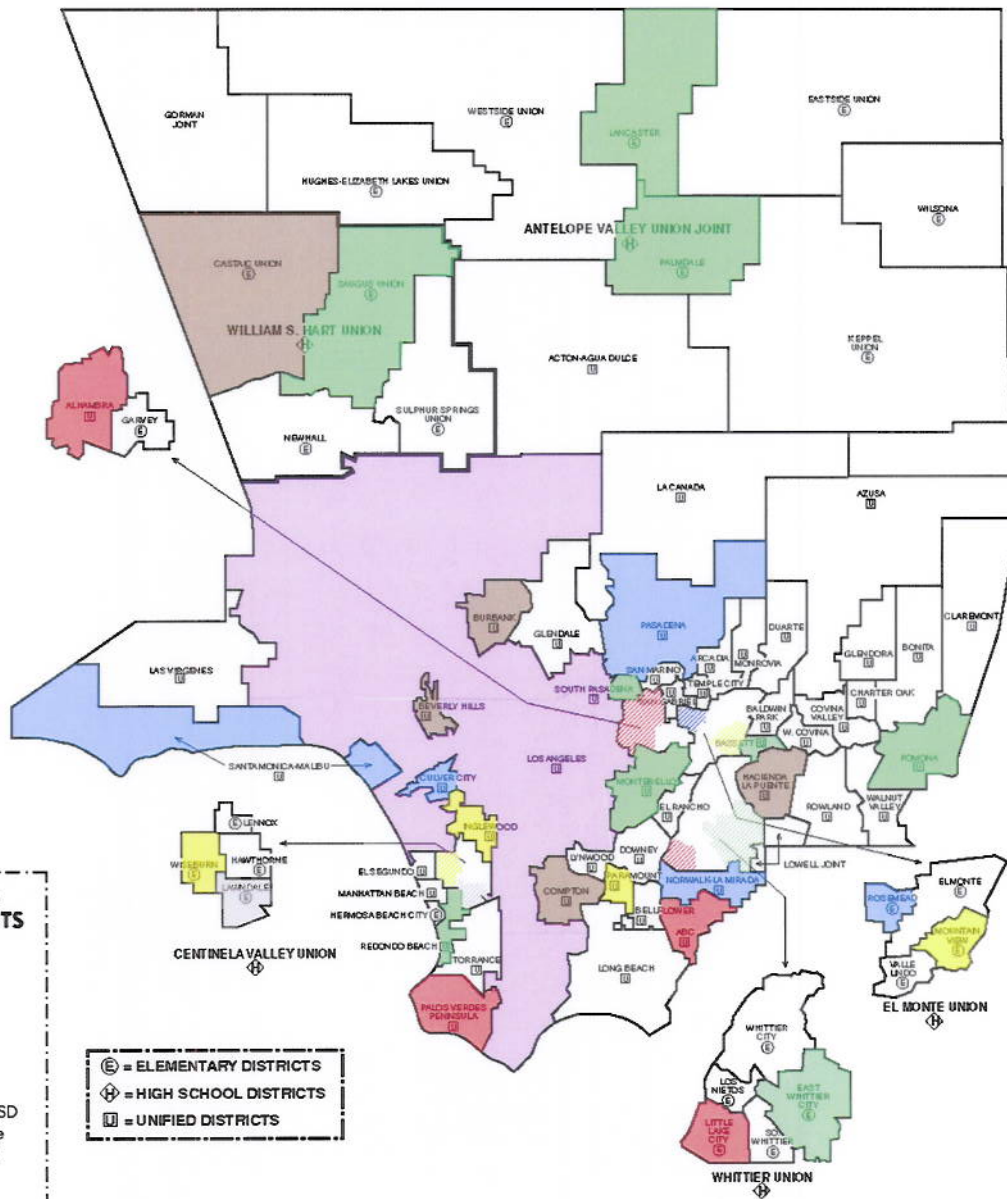 GORMAN
JOINT
WESTSIDE UNION
E
LANCASTER
E
EASTSIDE UNION
E
HUGHES-ELIZABETH LAKES UNION
E
WILSONA
E
ANTELOPE VALLEY UNION JOINT
H
PALMDALE
E
CASTAIC UNION
E
SAUGUS UNION
E
WILLIAM S. HART UNION
H
KEPPEL
UNION
E
ACTON-AGUA DULCE
U
ALHAMBRA
U
GARVEY
E
SULPHUR SPRINGS
UNION
E
NEWHALL
E
LA CANADA
U
AZUSA
U
BURBANK
U
GLENDALE
U
PASADENA
U
DUARTE
U
CLAREMONT
U
GLENDORA
U
BONITA
U
ARCADIA
U
MONROVIA
U
SAN MARINO
U
TEMPLE CITY
U
LAS VIRGENES
U
SOUTH PASADENA
U
SAN GABRIEL
U
CHARTER OAK
U
BEVERLY HILLS
U
BALDWIN
PARK
U
COVINA
VALLEY
U
W. COVINA
U
BASSETT
U
POMONA
U
LOS ANGELES
U
SANTA MONICA-MALIBU
U
CULVER CITY
U
MONTEBELLO
U
HACIENDA
LA PUENTE
U
EL RANCHO
U
ROWLAND
U
WALNUT
VALLEY
U
E
LENNOX
INGLEWOOD
U
WISEBURN
E
HAWTHORNE
E
LAWNDALE
E
EL SEGUNDO
U
LYNWOOD
U
DOWNEY
U
LOWELL JOINT
MANHATTAN BEACH
U
COMPTON
U
PARAMOUNT
U
NORWALK-LA MIRADA
U
EL MONTE
E
ROSEMEAD
E
HERMOSA BEACH CITY
E
BELLFLOWER
U
ABC
U
MOUNTAIN
VIEW
E
CENTINELA VALLEY UNION
H
REDONDO BEACH
U
TORRANCE
U
LONG BEACH
U
VALLE
LINDO
E
EL MONTE UNION
H
PALOS VERDES
PENINSULA
U
WHITTIER
CITY
E
LOS
NIETOS
E
EAST
WHITTIER
CITY
E
LITTLE
LAKE
CITY
E
SO.
WHITTIER
E
WHITTIER UNION
H
E = ELEMENTARY DISTRICTS
H = HIGH SCHOOL DISTRICTS
U = UNIFIED DISTRICTS
TS
SD
e